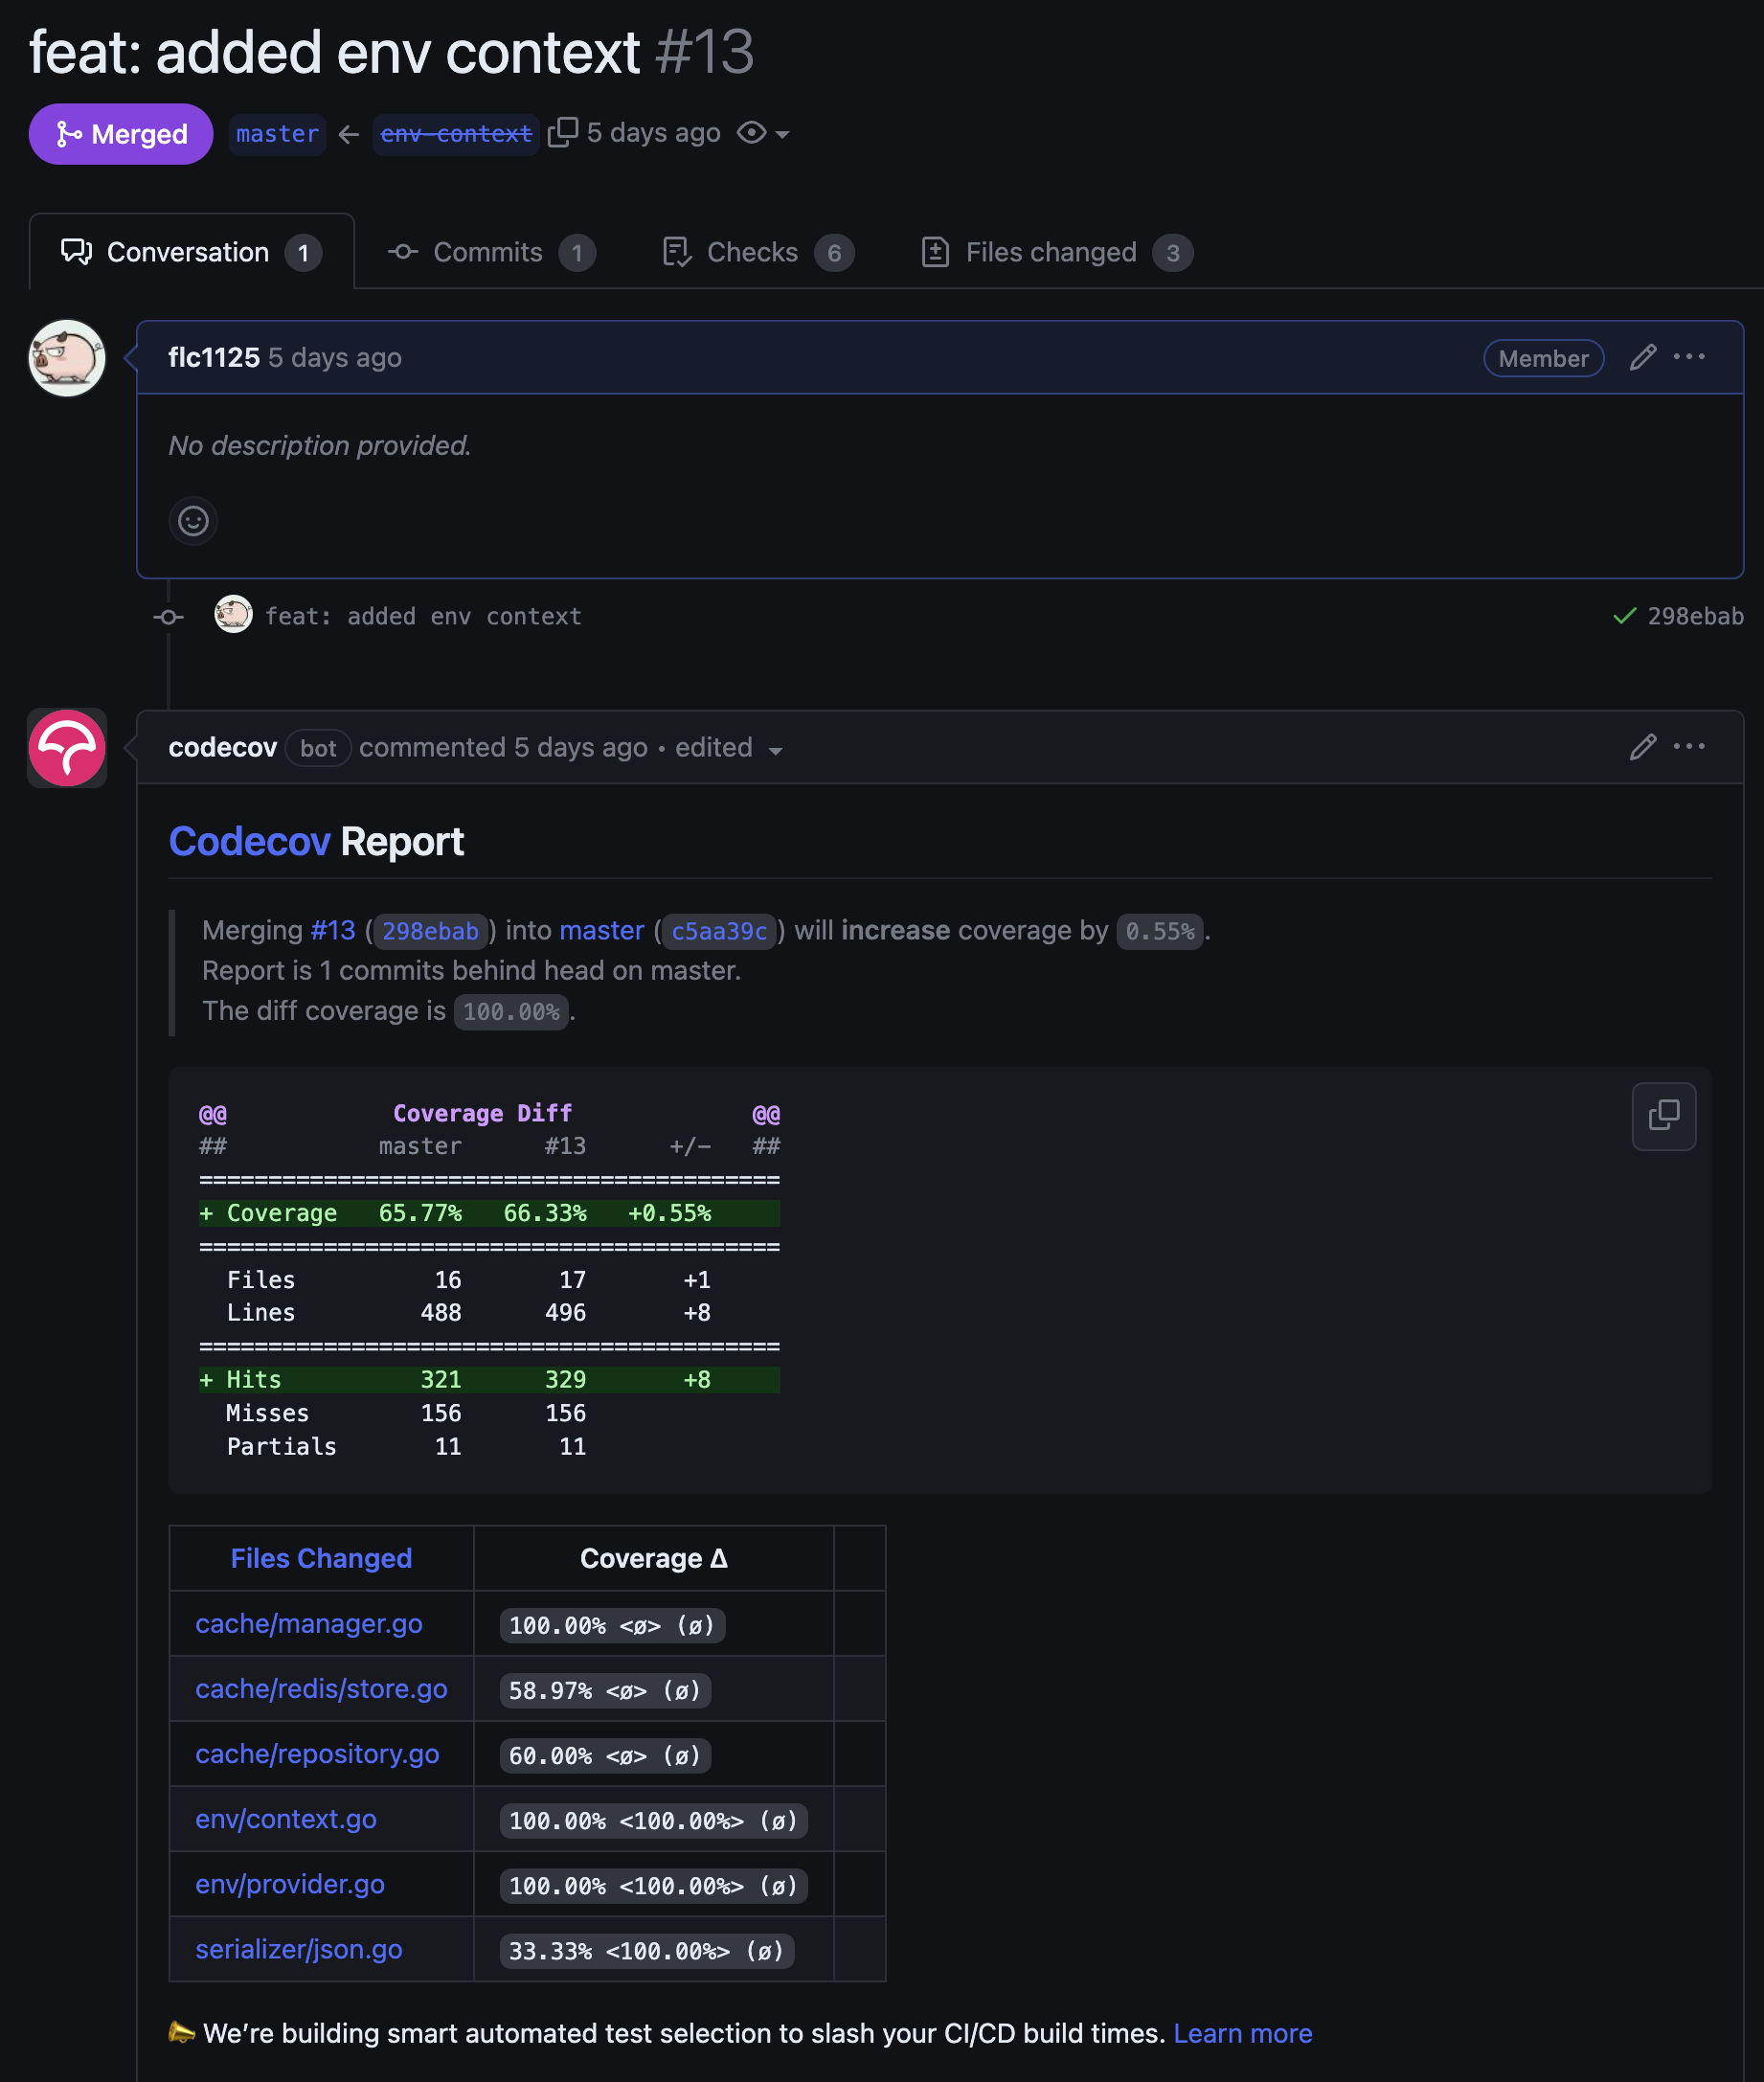 feat: added env context #13
Merged master ← env-context 5 days ago
Conversation 1 Commits 1 Checks 6 Files changed 3
flc1125 5 days ago Member
No description provided.
feat: added env context 298ebab
codecov bot commented 5 days ago • edited
Codecov Report
Merging #13 (298ebab) into master (c5aa39c) will increase coverage by 0.55%.
Report is 1 commits behind head on master.
The diff coverage is 100.00%.
@@ Coverage Diff @@
## master #13 +/- ##
==========================================
+ Coverage 65.77% 66.33% +0.55%
==========================================
Files 16 17 +1
Lines 488 496 +8
==========================================
+ Hits 321 329 +8
Misses 156 156
Partials 11 11
Files Changed Coverage Δ
cache/manager.go 100.00% <ø> (ø)
cache/redis/store.go 58.97% <ø> (ø)
cache/repository.go 60.00% <ø> (ø)
env/context.go 100.00% <100.00%> (ø)
env/provider.go 100.00% <100.00%> (ø)
serializer/json.go 33.33% <100.00%> (ø)
📣 We’re building smart automated test selection to slash your CI/CD build times. Learn more